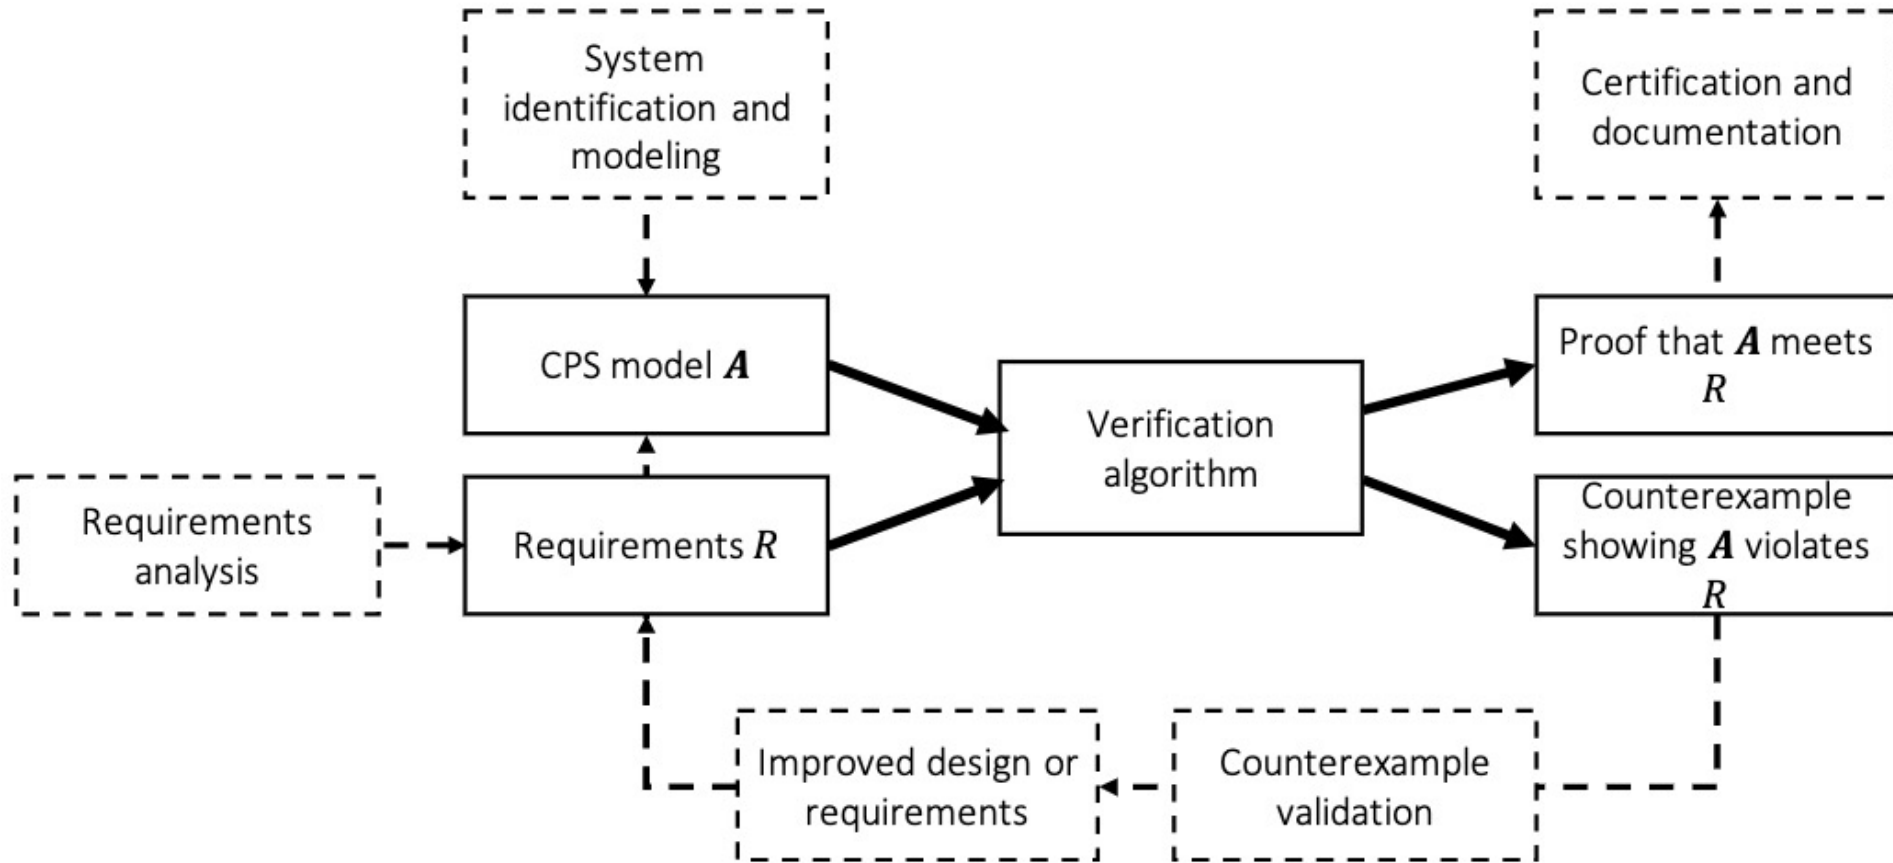 System
identification and
modeling
Certification and
documentation
CPS model A
Proof that A meets
R
Verification
algorithm
Requirements
analysis
Requirements R
Counterexample
showing A violates
R
Improved design or
requirements
Counterexample
validation